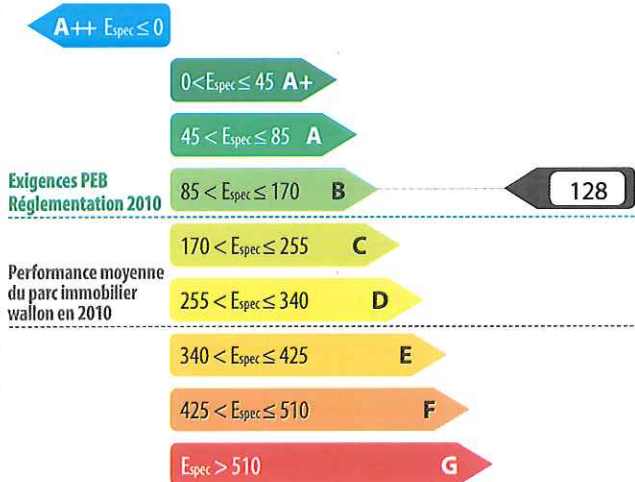 A++ Espec ≤ 0
0 < Espec ≤ 45 A+
45 < Espec ≤ 85 A
Exigences PEB
Réglementation 2010
85 < Espec ≤ 170 B
128
170 < Espec ≤ 255 C
Performance moyenne
du parc immobilier
wallon en 2010
255 < Espec ≤ 340 D
340 < Espec ≤ 425 E
425 < Espec ≤ 510 F
Espec > 510 G